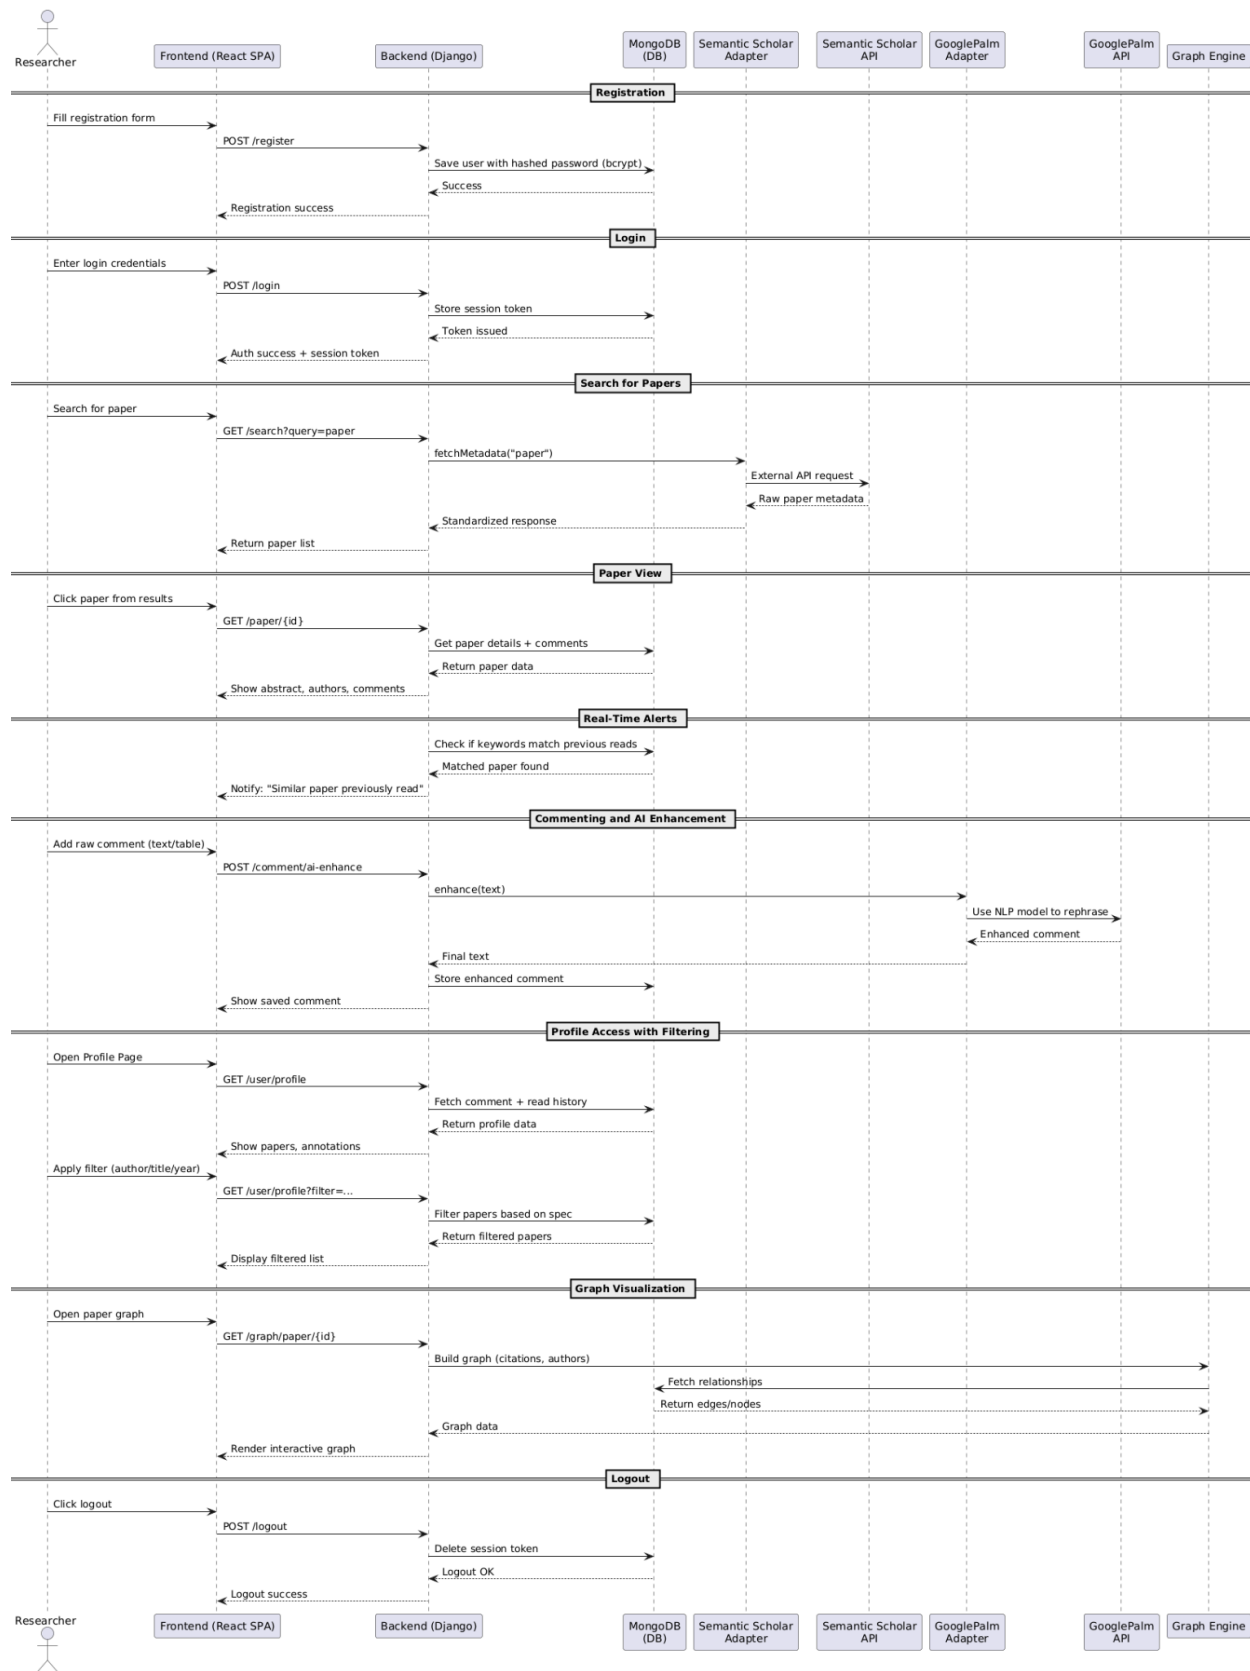 Researcher
Frontend (React SPA)
Backend (Django)
MongoDB
(DB)
Semantic Scholar
Adapter
Semantic Scholar
API
GooglePalm
Adapter
GooglePalm
API
Graph Engine
Registration
Fill registration form
POST /register
Save user with hashed password (bcrypt)
Success
Registration success
Login
Enter login credentials
POST /login
Store session token
Token issued
Auth success + session token
Search for Papers
Search for paper
GET /search?query=paper
fetchMetadata("paper")
External API request
Raw paper metadata
Standardized response
Return paper list
Paper View
Click paper from results
GET /paper/{id}
Get paper details + comments
Return paper data
Show abstract, authors, comments
Real-Time Alerts
Check if keywords match previous reads
Matched paper found
Notify: "Similar paper previously read"
Commenting and AI Enhancement
Add raw comment (text/table)
POST /comment/ai-enhance
enhance(text)
Use NLP model to rephrase
Enhanced comment
Final text
Store enhanced comment
Show saved comment
Profile Access with Filtering
Open Profile Page
GET /user/profile
Fetch comment + read history
Return profile data
Show papers, annotations
Apply filter (author/title/year)
GET /user/profile?filter=...
Filter papers based on spec
Return filtered papers
Display filtered list
Graph Visualization
Open paper graph
GET /graph/paper/{id}
Build graph (citations, authors)
Fetch relationships
Return edges/nodes
Graph data
Render interactive graph
Logout
Click logout
POST /logout
Delete session token
Logout OK
Logout success
Researcher
Frontend (React SPA)
Backend (Django)
MongoDB
(DB)
Semantic Scholar
Adapter
Semantic Scholar
API
GooglePalm
Adapter
GooglePalm
API
Graph Engine